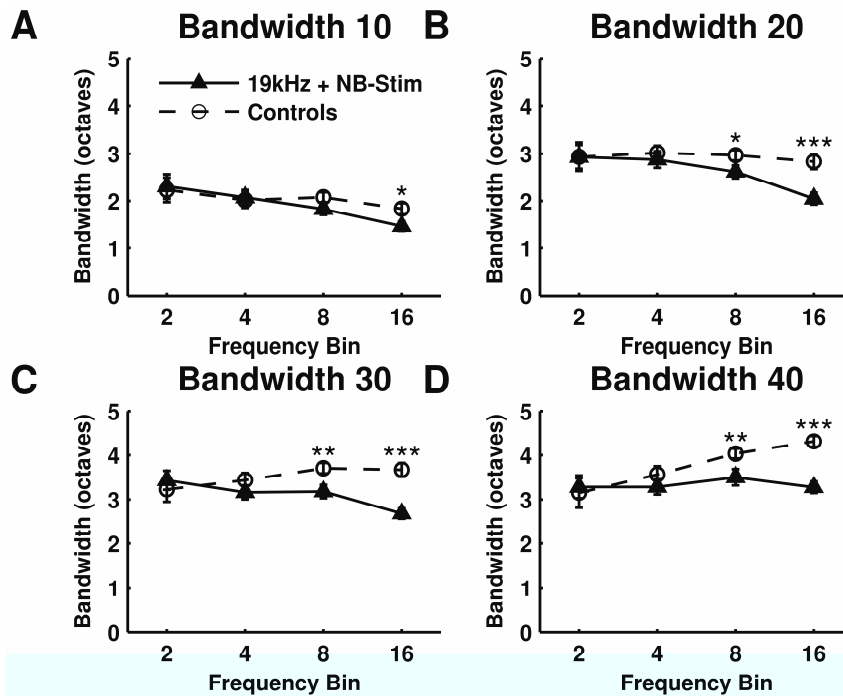 A Bandwidth 10
5
4
3
2
1
0
Bandwidth (octaves)
19kHz + NB-Stim
Controls
*
2 4 8 16
Frequency Bin
B Bandwidth 20
5
4
3
2
1
0
Bandwidth (octaves)
* ***
2 4 8 16
Frequency Bin
C Bandwidth 30
5
4
3
2
1
0
Bandwidth (octaves)
** ***
2 4 8 16
Frequency Bin
D Bandwidth 40
5
4
3
2
1
0
Bandwidth (octaves)
** ***
2 4 8 16
Frequency Bin